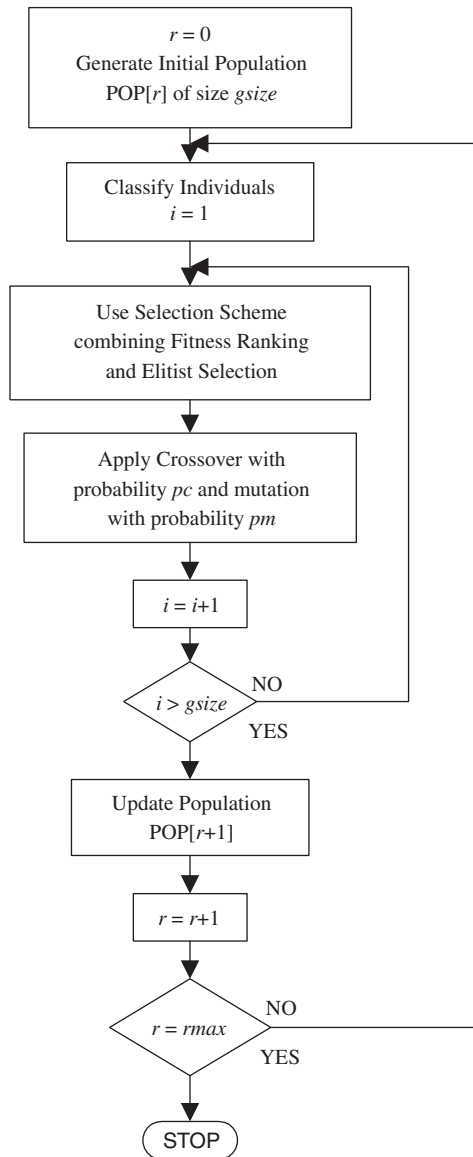 r = 0
Generate Initial Population
POP[r] of size gsize
Classify Individuals
i = 1
Use Selection Scheme
combining Fitness Ranking
and Elitist Selection
Apply Crossover with
probability pc and mutation
with probability pm
i = i+1
i > gsize
NO
YES
Update Population
POP[r+1]
r = r+1
r = rmax
NO
YES
STOP